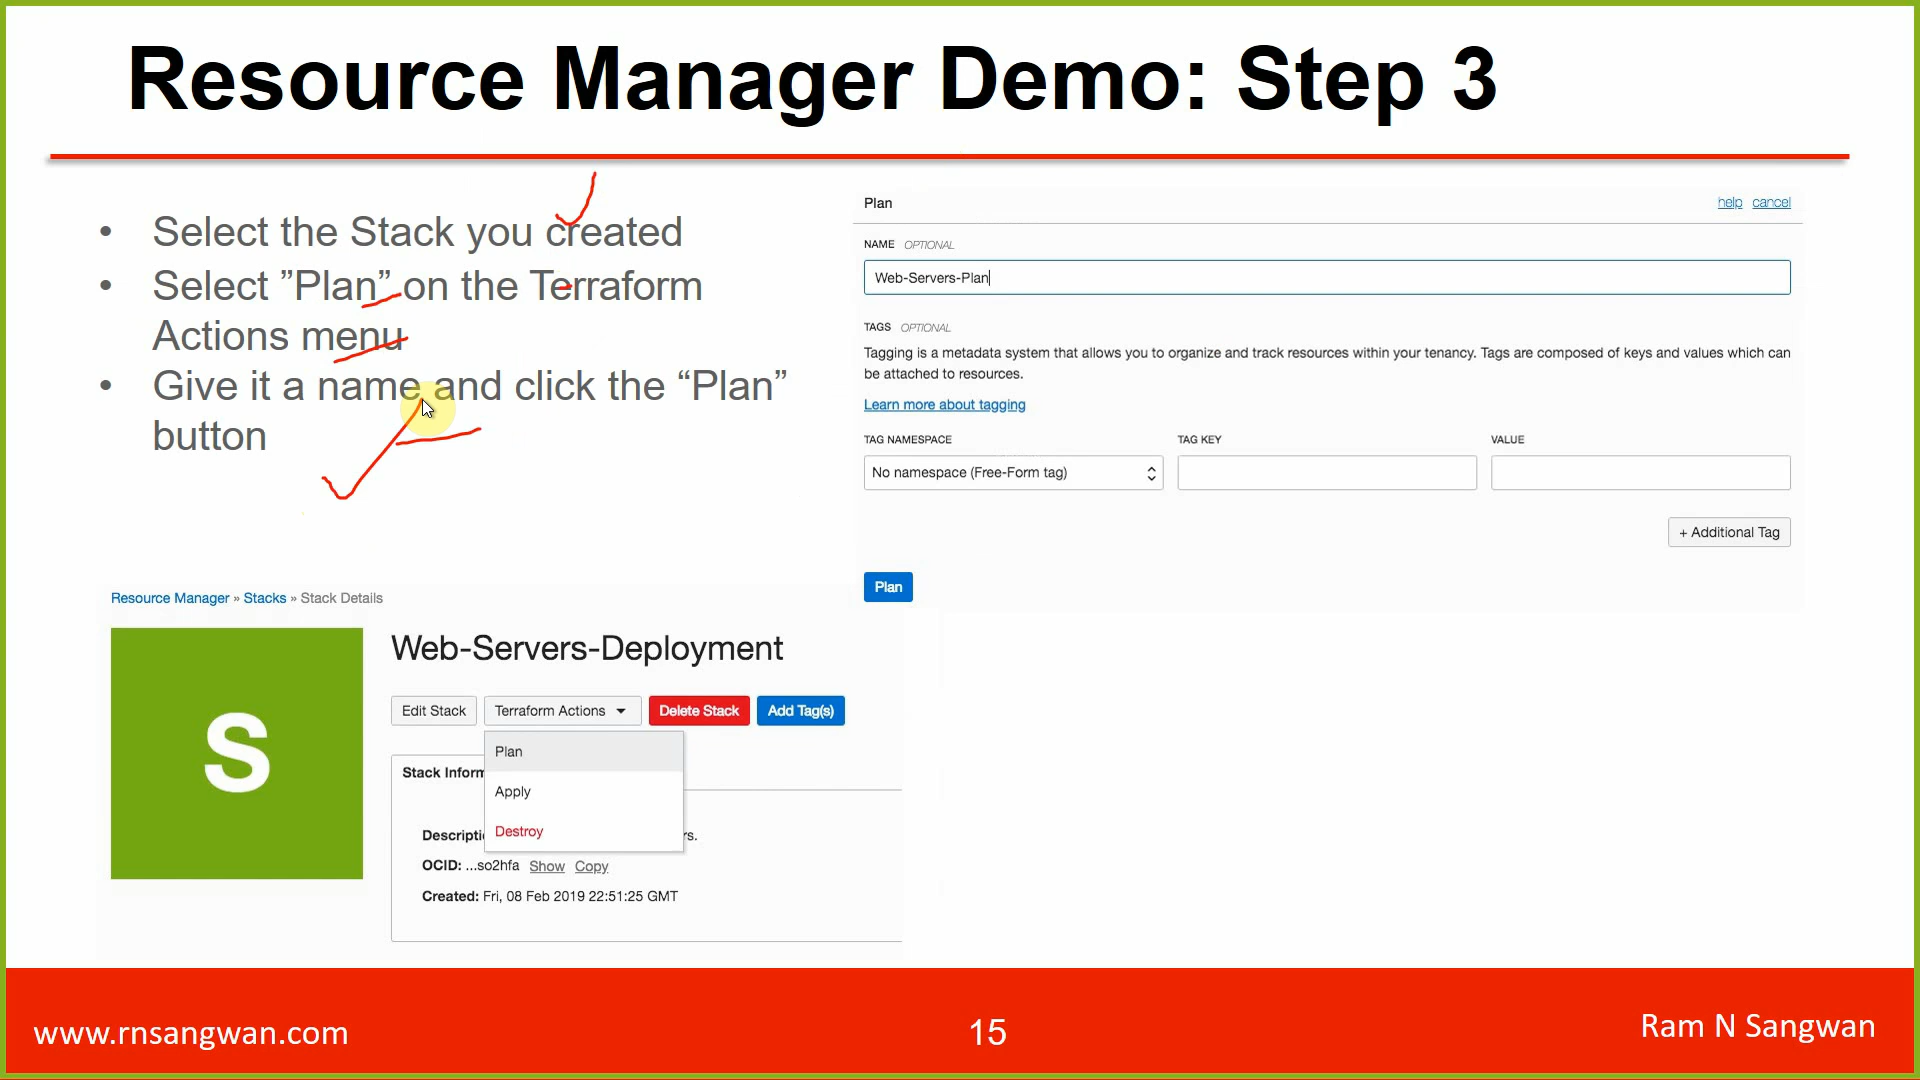 Resource Manager Demo: Step 3
• Select the Stack you created
• Select ”Plan” on the Terraform
Actions menu
• Give it a name and click the “Plan”
button
Plan
help cancel
NAME OPTIONAL
Web-Servers-Plan
TAGS OPTIONAL
Tagging is a metadata system that allows you to organize and track resources within your tenancy. Tags are composed of keys and values which can
be attached to resources.
Learn more about tagging
TAG NAMESPACE TAG KEY VALUE
No namespace (Free-Form tag)
+ Additional Tag
Plan
Resource Manager » Stacks » Stack Details
S
Web-Servers-Deployment
Edit Stack Terraform Actions Delete Stack Add Tag(s)
Plan
Apply
Destroy
Stack Inform
Descripti rs.
OCID: ...so2hfa Show Copy
Created: Fri, 08 Feb 2019 22:51:25 GMT
www.rnsangwan.com 15 Ram N Sangwan